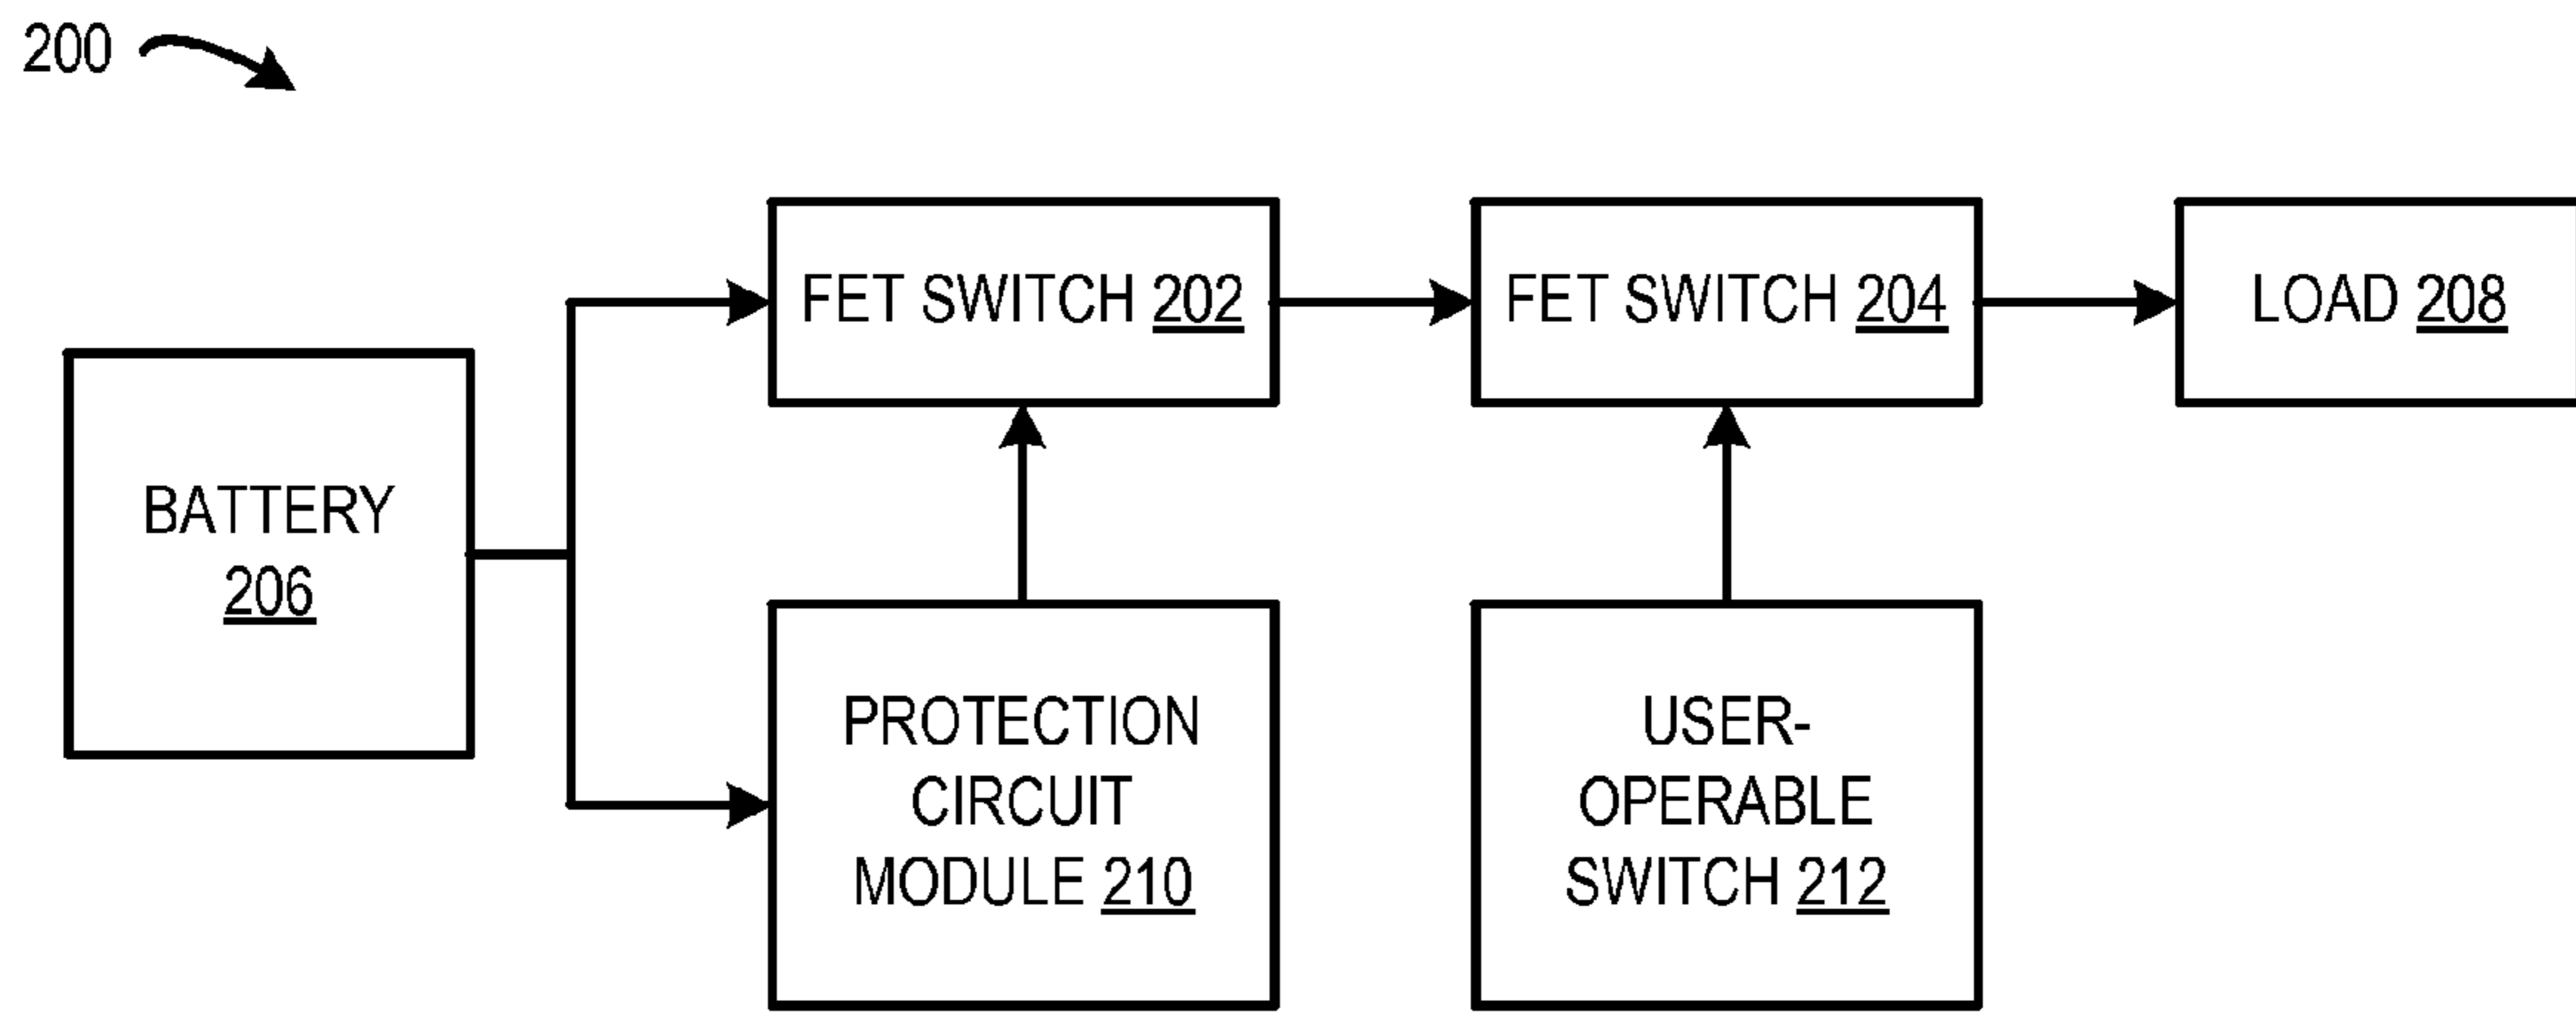 200
FET SWITCH 202
FET SWITCH 204
LOAD 208
BATTERY
206
PROTECTION
CIRCUIT
MODULE 210
USER-
OPERABLE
SWITCH 212